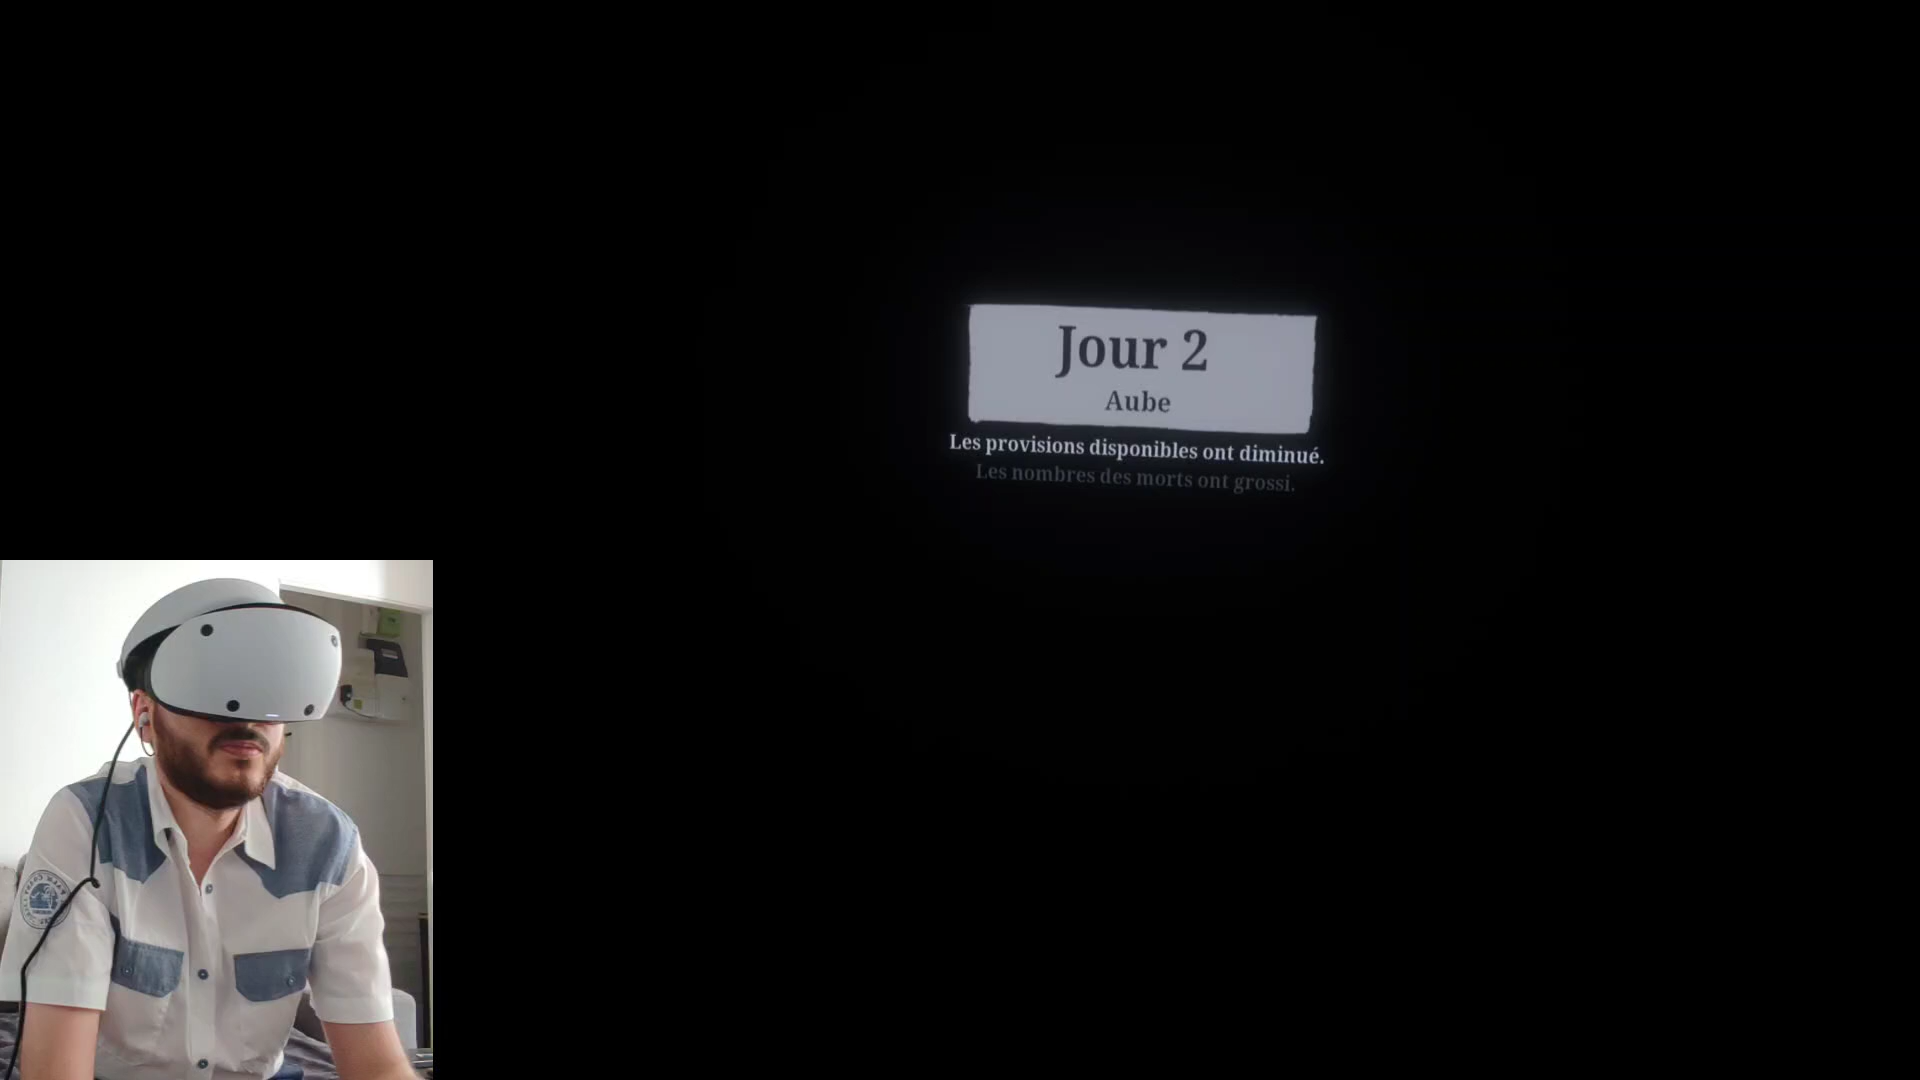 Jour 2
Aube
Les provisions disponibles ont diminué.
Les nombres des morts ont grossi.